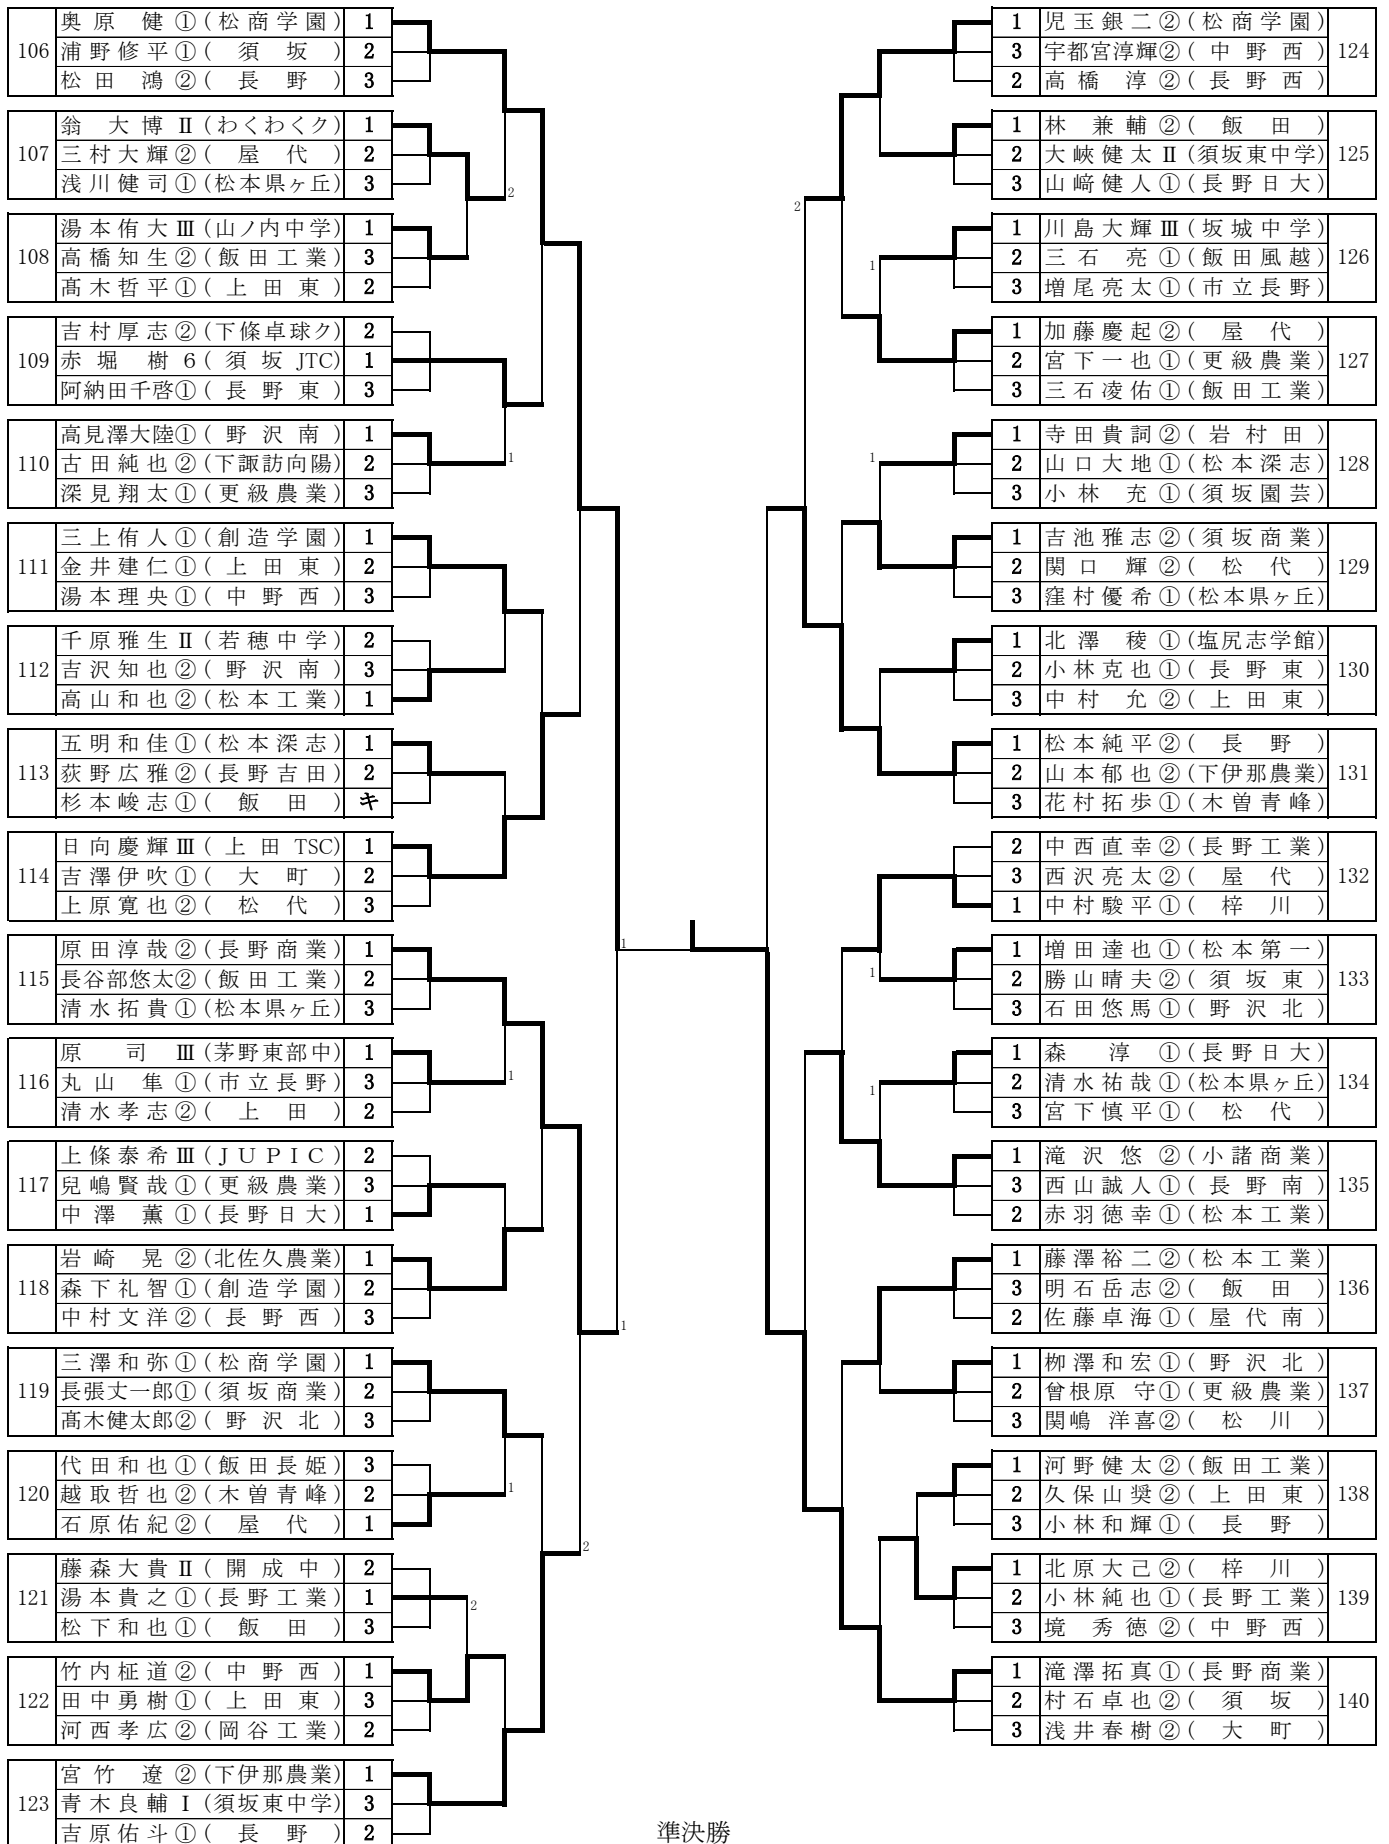 106
奥原　健①(松商学園) 1
浦野修平①(須坂) 2
松田　鴻②(長野) 3
107
翁　大博Ⅱ(わくわくク) 1
三村大輝②(屋代) 2
浅川健司①(松本県ヶ丘) 3
2
108
湯本侑大Ⅲ(山ノ内中学) 1
高橋知生②(飯田工業) 3
髙木哲平①(上田東) 2
109
吉村厚志②(下條卓球ク) 2
赤堀　樹6(須坂JTC) 1
阿納田千啓①(長野東) 3
110
高見澤大陸①(野沢南) 1
古田純也②(下諏訪向陽) 2
深見翔太①(更級農業) 3
1
111
三上侑人①(創造学園) 1
金井建仁①(上田東) 2
湯本理央①(中野西) 3
112
千原雅生Ⅱ(若穂中学) 2
吉沢知也②(野沢南) 3
高山和也②(松本工業) 1
113
五明和佳①(松本深志) 1
荻野広雅②(長野吉田) 2
杉本峻志①(飯田) キ
114
日向慶輝Ⅲ(上田TSC) 1
吉澤伊吹①(大町) 2
上原寛也②(松代) 3
1
115
原田淳哉②(長野商業) 1
長谷部悠太②(飯田工業) 2
清水拓貴①(松本県ヶ丘) 3
116
原　司Ⅲ(茅野東部中) 1
丸山　隼①(市立長野) 3
清水孝志②(上田) 2
1
117
上條泰希Ⅲ(JUPIC) 2
兒嶋賢哉①(更級農業) 3
中澤　薫①(長野日大) 1
118
岩崎　晃②(北佐久農業) 1
森下礼智①(創造学園) 2
中村文洋②(長野西) 3
1
119
三澤和弥①(松商学園) 1
長張丈一郎①(須坂商業) 2
髙木健太郎②(野沢北) 3
120
代田和也①(飯田長姫) 3
越取哲也②(木曽青峰) 2
石原佑紀②(屋代) 1
1
2
121
藤森大貴Ⅱ(開成中) 2
湯本貴之①(長野工業) 1
松下和也①(飯田) 3
2
122
竹内柾道②(中野西) 1
田中勇樹①(上田東) 3
河西孝広②(岡谷工業) 2
123
宮竹　遼②(下伊那農業) 1
青木良輔Ⅰ(須坂東中学) 3
吉原佑斗①(長野) 2
1 児玉銀二②(松商学園)
3 宇都宮淳輝②(中野西)
2 高橋　淳②(長野西)
124
1 林　兼輔②(飯田)
2 大峽健太Ⅱ(須坂東中学)
3 山﨑健人①(長野日大)
125
2
1 川島大輝Ⅲ(坂城中学)
2 三石　亮①(飯田風越)
3 増尾亮太①(市立長野)
126
1
1 加藤慶起②(屋代)
2 宮下一也①(更級農業)
3 三石凌佑①(飯田工業)
127
1 寺田貴詞②(岩村田)
2 山口大地①(松本深志)
3 小林　充①(須坂園芸)
128
1
1 吉池雅志②(須坂商業)
2 関口　輝②(松代)
3 窪村優希①(松本県ヶ丘)
129
1 北澤　稜①(塩尻志学館)
2 小林克也①(長野東)
3 中村　允②(上田東)
130
1 松本純平②(長野)
2 山本郁也②(下伊那農業)
3 花村拓歩①(木曽青峰)
131
2 中西直幸②(長野工業)
3 西沢亮太②(屋代)
1 中村駿平①(梓川)
132
1 増田達也①(松本第一)
2 勝山晴夫②(須坂東)
3 石田悠馬①(野沢北)
133
1
1 森　淳①(長野日大)
2 清水祐哉①(松本県ヶ丘)
3 宮下慎平①(松代)
134
1
1 滝沢悠②(小諸商業)
3 西山誠人①(長野南)
2 赤羽徳幸①(松本工業)
135
1 藤澤裕二②(松本工業)
3 明石岳志②(飯田)
2 佐藤卓海①(屋代南)
136
1 栁澤和宏①(野沢北)
2 曾根原　守①(更級農業)
3 関嶋　洋喜②(松川)
137
1 河野健太②(飯田工業)
2 久保山奨②(上田東)
3 小林和輝①(長野)
138
1 北原大己②(梓川)
2 小林純也①(長野工業)
3 境　秀徳②(中野西)
139
1 滝澤拓真①(長野商業)
2 村石卓也②(須坂)
3 浅井春樹②(大町)
140
準決勝